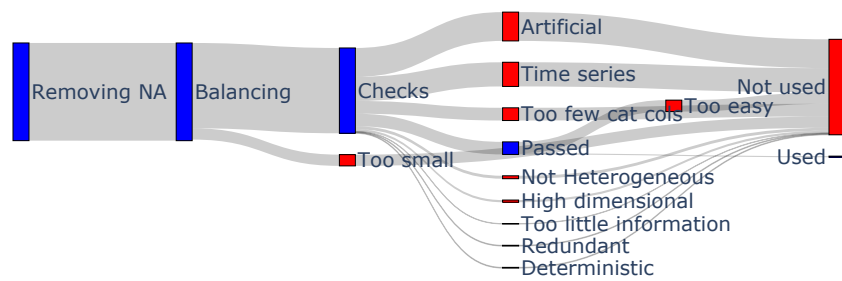 Removing NA
Balancing
Checks
Too small
Artificial
Time series
Too few cat cols
Passed
Not Heterogeneous
High dimensional
Too little information
Redundant
Deterministic
Too easy
Not used
Used